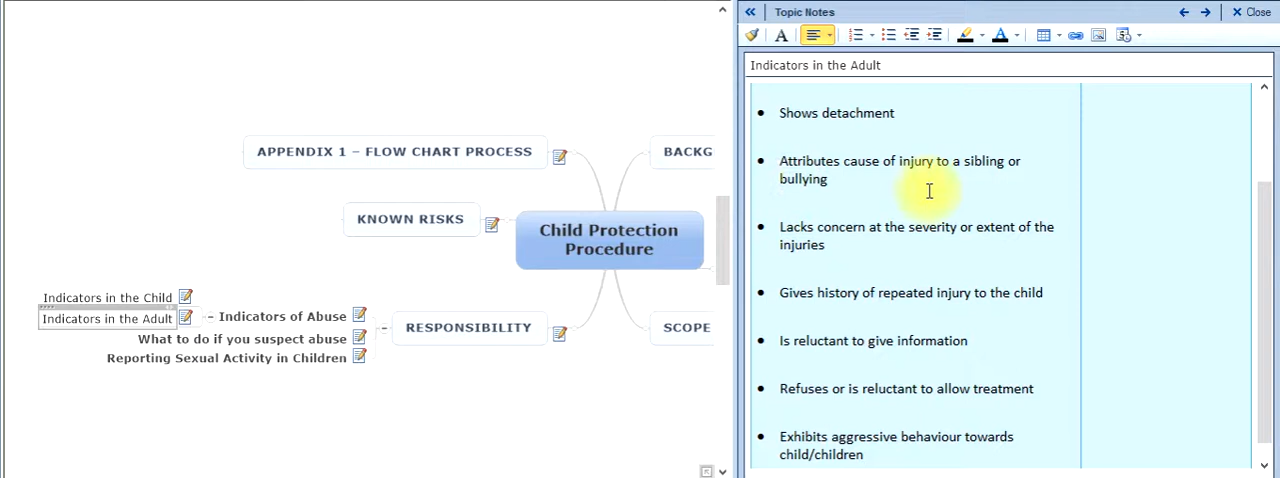 APPENDIX 1 – FLOW CHART PROCESS
BACKG
KNOWN RISKS
Child Protection
Procedure
Indicators in the Child
Indicators in the Adult
Indicators of Abuse
RESPONSIBILITY
SCOPE
What to do if you suspect abuse
Reporting Sexual Activity in Children
Topic Notes
Close
Indicators in the Adult
• Shows detachment
• Attributes cause of injury to a sibling or
bullying
• Lacks concern at the severity or extent of the
injuries
• Gives history of repeated injury to the child
• Is reluctant to give information
• Refuses or is reluctant to allow treatment
• Exhibits aggressive behaviour towards
child/children